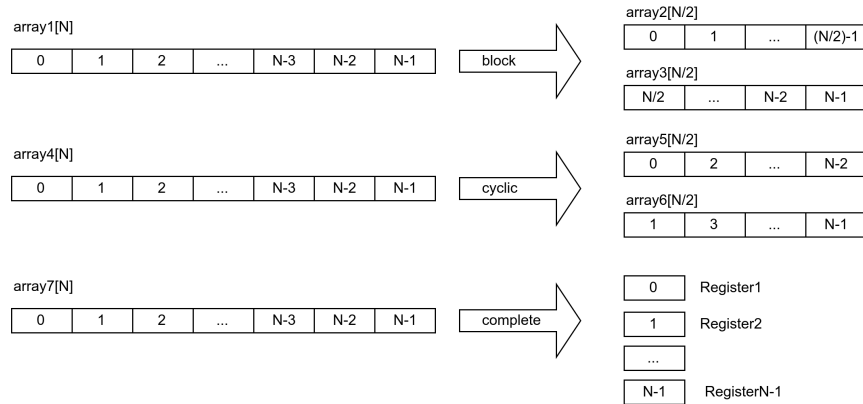 array1[N]
0 1 2 ... N-3 N-2 N-1
block
array2[N/2]
0 1 ... (N/2)-1
array3[N/2]
N/2 ... N-2 N-1
array4[N]
0 1 2 ... N-3 N-2 N-1
cyclic
array5[N/2]
0 2 ... N-2
array6[N/2]
1 3 ... N-1
array7[N]
0 1 2 ... N-3 N-2 N-1
complete
0 Register1
1 Register2
...
N-1 RegisterN-1